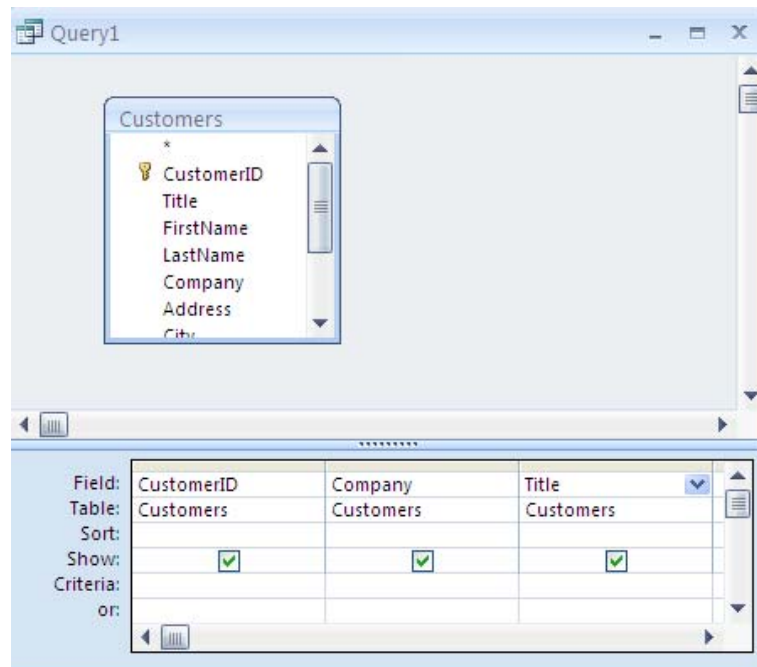 Query1
Customers
*
CustomerID
Title
FirstName
LastName
Company
Address
City
Field: CustomerID Company Title
Table: Customers Customers Customers
Sort:
Show:
Criteria:
or: